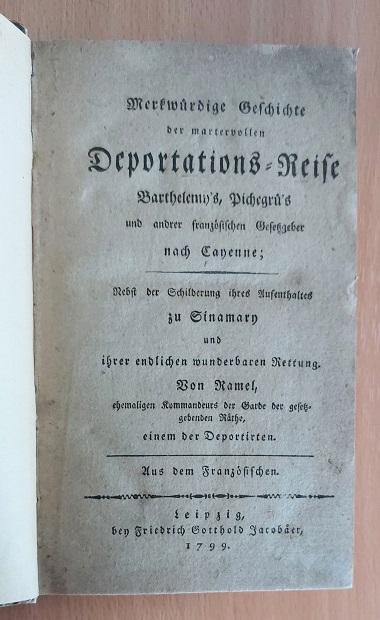 Merkwürdige Geschichte
der martervollen
Deportations-Reise
Barthelemy's, Pichegrü's
und andrer französischen Gesetzgeber
nach Cayenne;
Nebst der Schilderung ihres Aufenthaltes
zu Sinamary
und
ihrer endlichen wunderbaren Rettung.
Von Ramel,
ehemaligen Kommandeurs der Garde der gesetz-
gebenden Räthe,
einem der Deportirten.
Aus dem Französischen.
Leipzig,
bey Friedrich Gotthold Jacobäer,
1799.